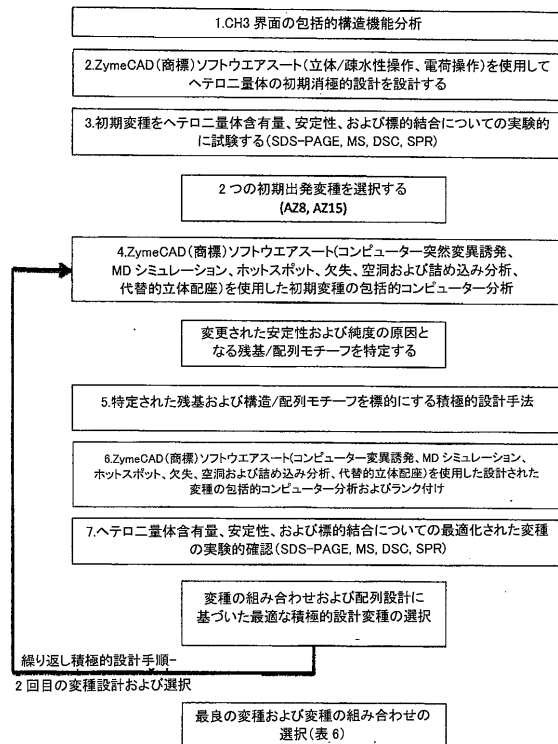 1.CH3 界面の包括的構造機能分析
2.ZymeCAD(商標)ソフトウエアスート(立体/疎水性操作、電荷操作)を使用して
ヘテロ二量体の初期消極的設計を設計する
3.初期変種をヘテロ二量体含有量、安定性、および標的結合についての実験的
に試験する(SDS-PAGE, MS, DSC, SPR)
2つの初期出発変種を選択する
(AZ8, AZ15)
4.ZymeCAD(商標)ソフトウエアスート(コンピューター突然変異誘発、
MD シミュレーション、ホットスポット、欠失、空洞および詰め込み分析、
代替的立体配座)を使用した初期変種の包括的コンピューター分析
変更された安定性および純度の原因と
なる残基/配列モチーフを特定する
5.特定された残基および構造/配列モチーフを標的にする積極的設計手法
6.ZymeCAD(商標)ソフトウエアスート(コンピューター変異誘発、MD シミュレーション、
ホットスポット、欠失、空洞および詰め込み分析、代替的立体配座)を使用した設計された
変種の包括的コンピューター分析およびランク付け
7.ヘテロ二量体含有量、安定性、および標的結合についての最適化された変種
の実験的確認(SDS-PAGE, MS, DSC, SPR)
変種の組み合わせおよび配列設計に
基づいた最適な積極的設計変種の選択
繰り返し積極的設計手順-
2回目の変種設計および選択
最良の変種および変種の組み合わせの
選択(表 6)